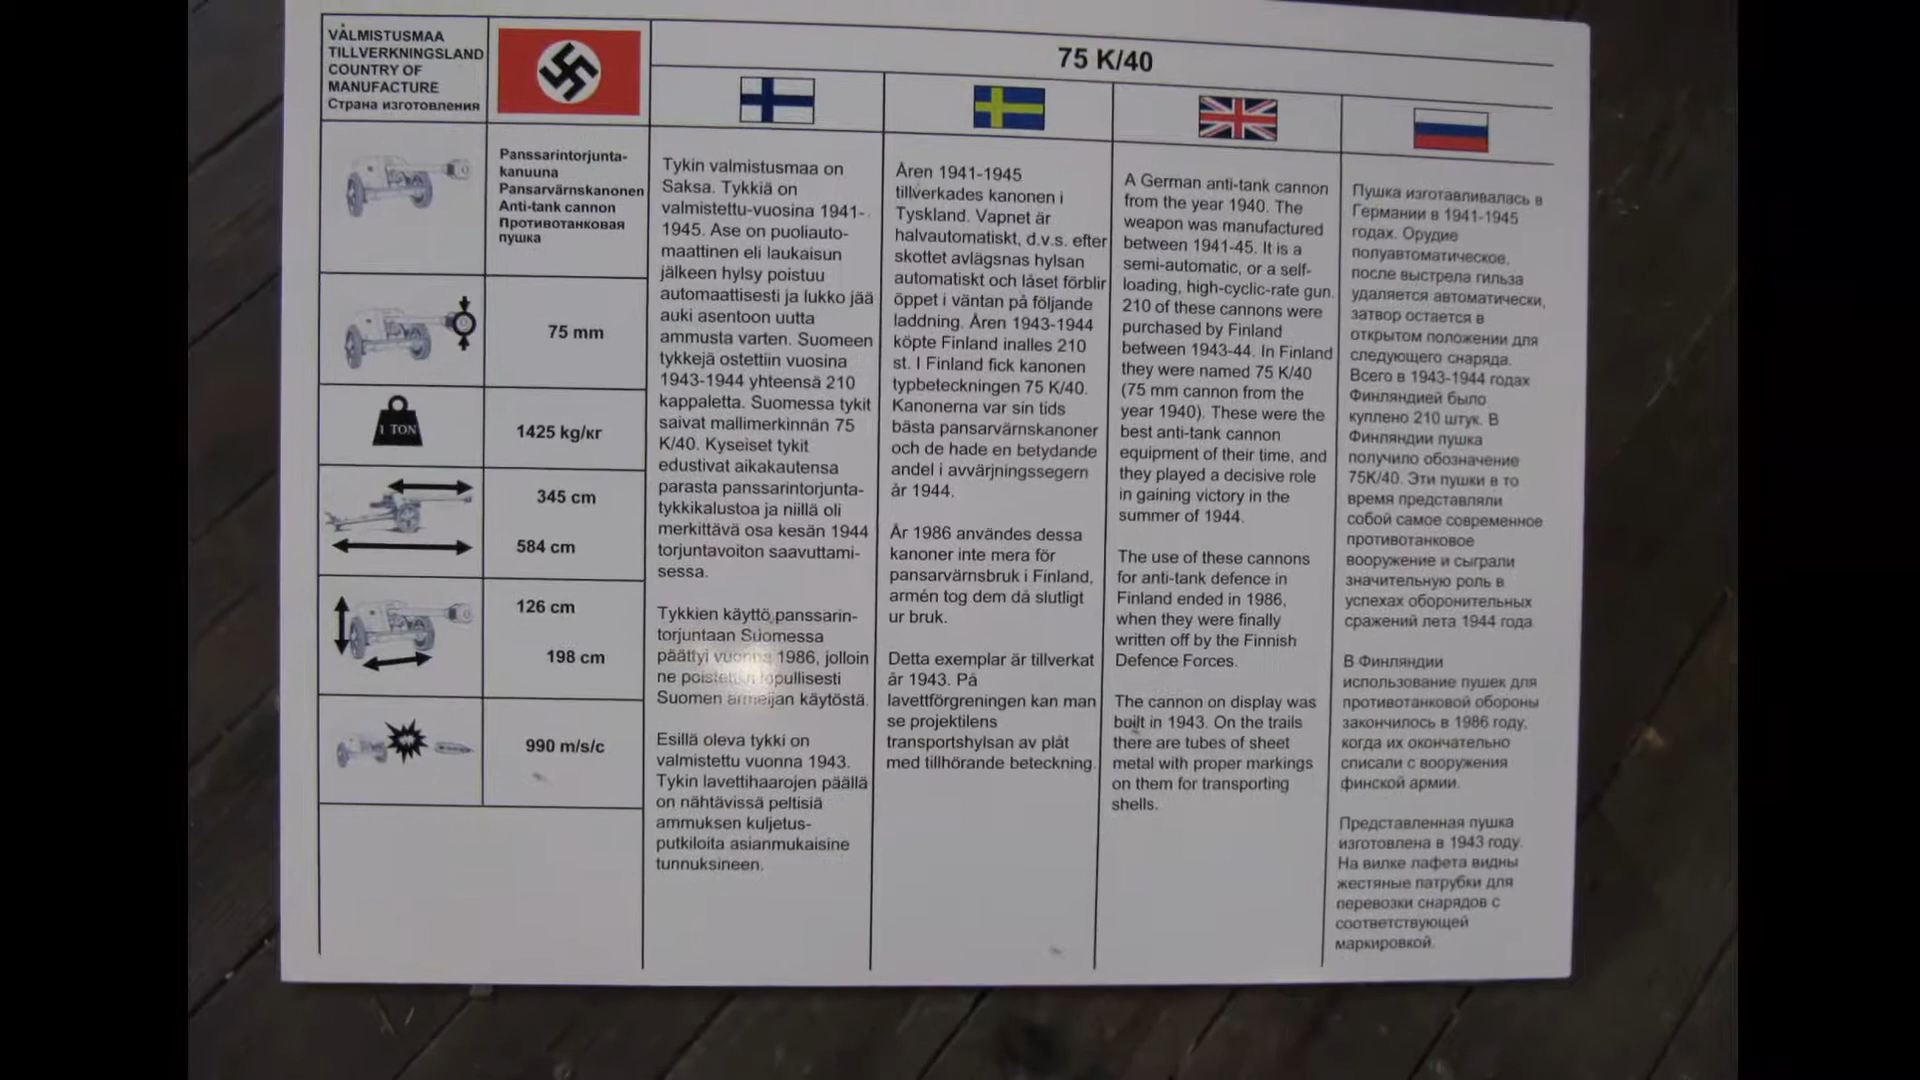 VALMISTUSMAA
TILLVERKNINGSLAND
COUNTRY OF
MANUFACTURE
Страна изготовления
75 K/40
Panssarintorjunta-
kanuuna
Pansarvärnskanonen
Anti-tank cannon
Противотанковая
пушка
75 mm
1 TON
1425 kg/кг
345 cm
584 cm
126 cm
198 cm
990 m/s/c
Tykin valmistusmaa on
Saksa. Tykkiä on
valmistettu-vuosina 1941-
1945. Ase on puoliauto-
maattinen eli laukaisun
jälkeen hylsy poistuu
automaattisesti ja lukko jää
auki asentoon uutta
ammusta varten. Suomeen
tykkejä ostettiin vuosina
1943-1944 yhteensä 210
kappaletta. Suomessa tykit
saivat mallimerkinnän 75
K/40. Kyseiset tykit
edustivat aikakautensa
parasta panssarintorjunta-
tykkikalustoa ja niillä oli
merkittävä osa kesän 1944
torjuntavoiton saavuttami-
sessa.
Tykkien käyttö panssarin-
torjuntaan Suomessa
päättyi vuonna 1986, jolloin
ne poistettiin lopullisesti
Suomen armeijan käytöstä.
Esillä oleva tykki on
valmistettu vuonna 1943.
Tykin lavettihaarojen päällä
on nähtävissä peltisiä
ammuksen kuljetus-
putkiloita asianmukaisine
tunnuksineen.
Åren 1941-1945
tillverkades kanonen i
Tyskland. Vapnet är
halvautomatiskt, d.v.s. efter
skottet avlägsnas hylsan
automatiskt och låset förblir
öppet i väntan på följande
laddning. Åren 1943-1944
köpte Finland inalles 210
st. I Finland fick kanonen
typbeteckningen 75 K/40.
Kanonerna var sin tids
bästa pansarvärnskanoner
och de hade en betydande
andel i avvärjningssegern
år 1944.
År 1986 användes dessa
kanoner inte mera för
pansarvärnsbruk i Finland,
armén tog dem då slutligt
ur bruk.
Detta exemplar är tillverkat
år 1943. På
lavettförgreningen kan man
se projektilens
transportshylsan av plåt
med tillhörande beteckning.
A German anti-tank cannon
from the year 1940. The
weapon was manufactured
between 1941-45. It is a
semi-automatic, or a self-
loading, high-cyclic-rate gun.
210 of these cannons were
purchased by Finland
between 1943-44. In Finland
they were named 75 K/40
(75 mm cannon from the
year 1940). These were the
best anti-tank cannon
equipment of their time, and
they played a decisive role
in gaining victory in the
summer of 1944.
The use of these cannons
for anti-tank defence in
Finland ended in 1986,
when they were finally
written off by the Finnish
Defence Forces.
The cannon on display was
built in 1943. On the trails
there are tubes of sheet
metal with proper markings
on them for transporting
shells.
Пушка изготавливалась в
Германии в 1941-1945
годах. Орудие
полуавтоматическое,
после выстрела гильза
удаляется автоматически,
затвор остается в
открытом положении для
следующего снаряда.
Всего в 1943-1944 годах
Финляндией было
куплено 210 штук. В
Финляндии пушка
получило обозначение
75K/40. Эти пушки в то
время представляли
собой самое современное
противотанковое
вооружение и сыграли
значительную роль в
успехах оборонительных
сражений лета 1944 года
В Финляндии
использование пушек для
противотанковой обороны
закончилось в 1986 году,
когда их окончательно
списали с вооружения
финской армии.
Представленная пушка
изготовлена в 1943 году.
На вилке лафета видны
жестяные патрубки для
перевозки снарядов с
соответствующей
маркировкой.